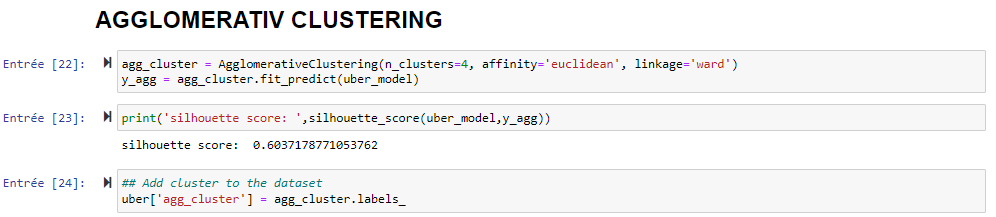 AGGLOMERATIV CLUSTERING
Entrée [22]: agg_cluster = AgglomerativeClustering(n_clusters=4, affinity='euclidean', linkage='ward')
y_agg = agg_cluster.fit_predict(uber_model)
Entrée [23]: print('silhouette score: ',silhouette_score(uber_model,y_agg))
silhouette score:  0.6037178771053762
Entrée [24]: ## Add cluster to the dataset
uber['agg_cluster'] = agg_cluster.labels_